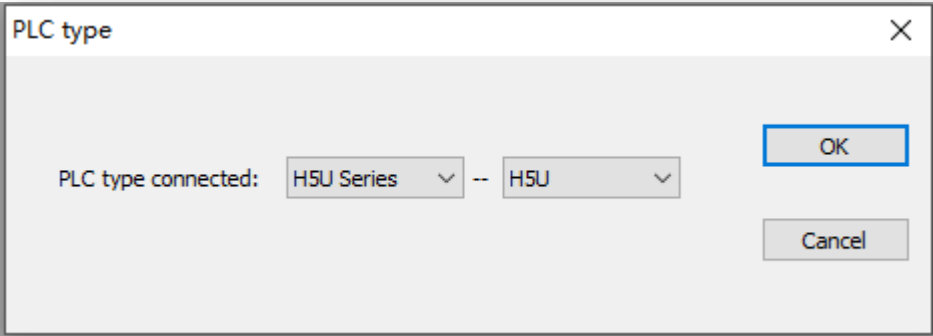 PLC type
OK
PLC type connected: H5U Series -- H5U
Cancel